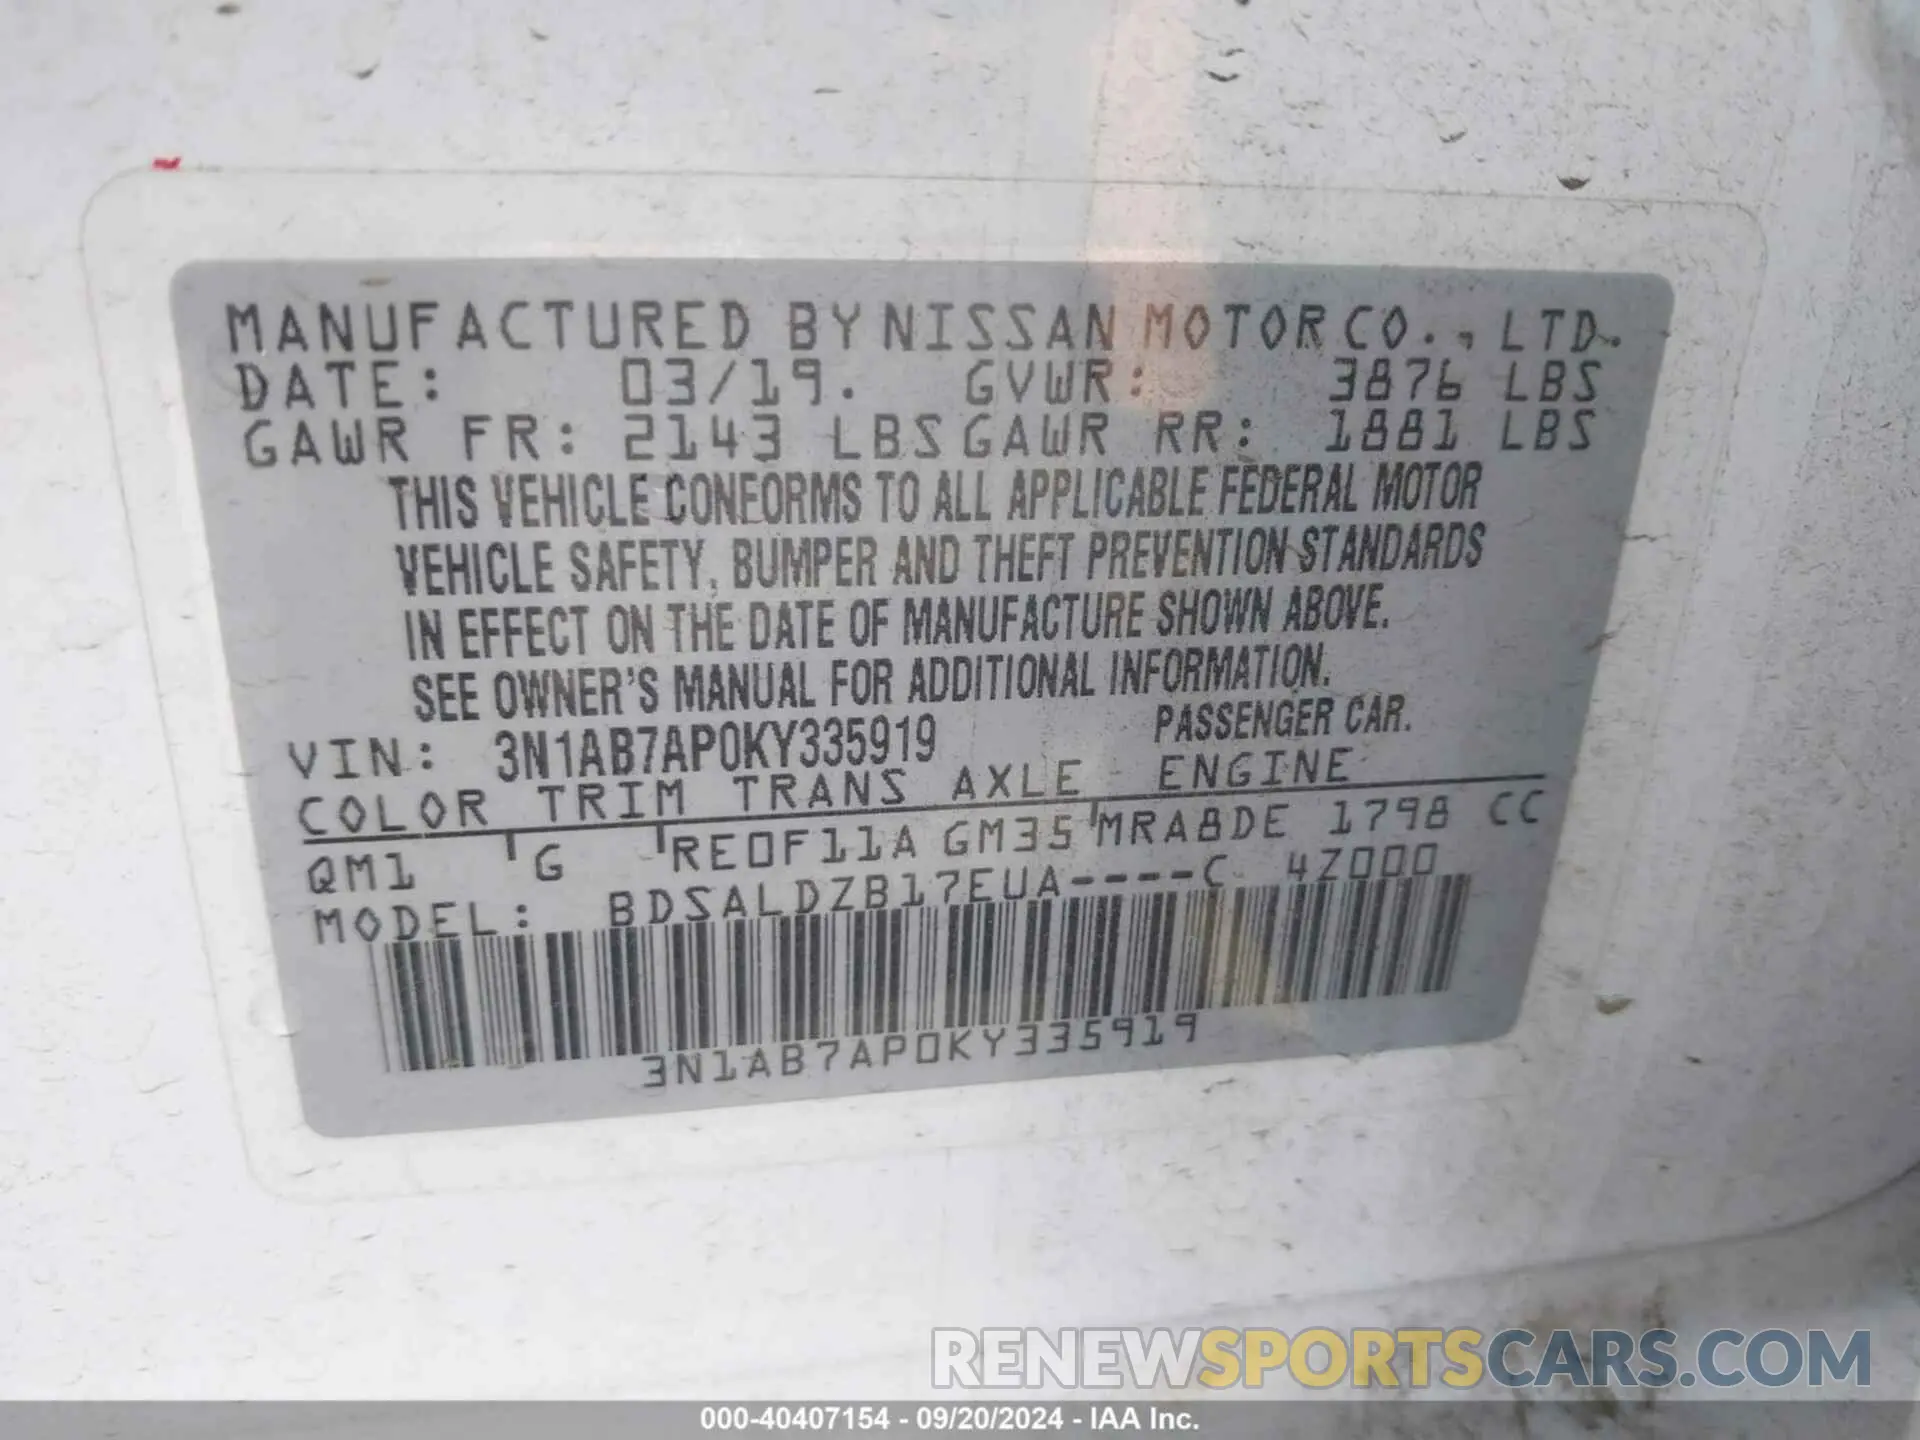 MANUFACTURED BY NISSAN MOTOR CO., LTD.
DATE: 03/19. GVWR: 3876 LBS
GAWR FR: 2143 LBS GAWR RR: 1881 LBS
THIS VEHICLE CONFORMS TO ALL APPLICABLE FEDERAL MOTOR
VEHICLE SAFETY, BUMPER AND THEFT PREVENTION STANDARDS
IN EFFECT ON THE DATE OF MANUFACTURE SHOWN ABOVE.
SEE OWNER'S MANUAL FOR ADDITIONAL INFORMATION.
VIN: 3N1AB7AP0KY335919 PASSENGER CAR.
COLOR TRIM TRANS AXLE ENGINE
QM1 G RE0F11A GM35 MRA8DE 1798 CC
MODEL: BDSALDZB17EUA----C 4Z000
3N1AB7AP0KY335919
RENEWSPORTSCARS.COM
000-40407154 - 09/20/2024 - IAA Inc.